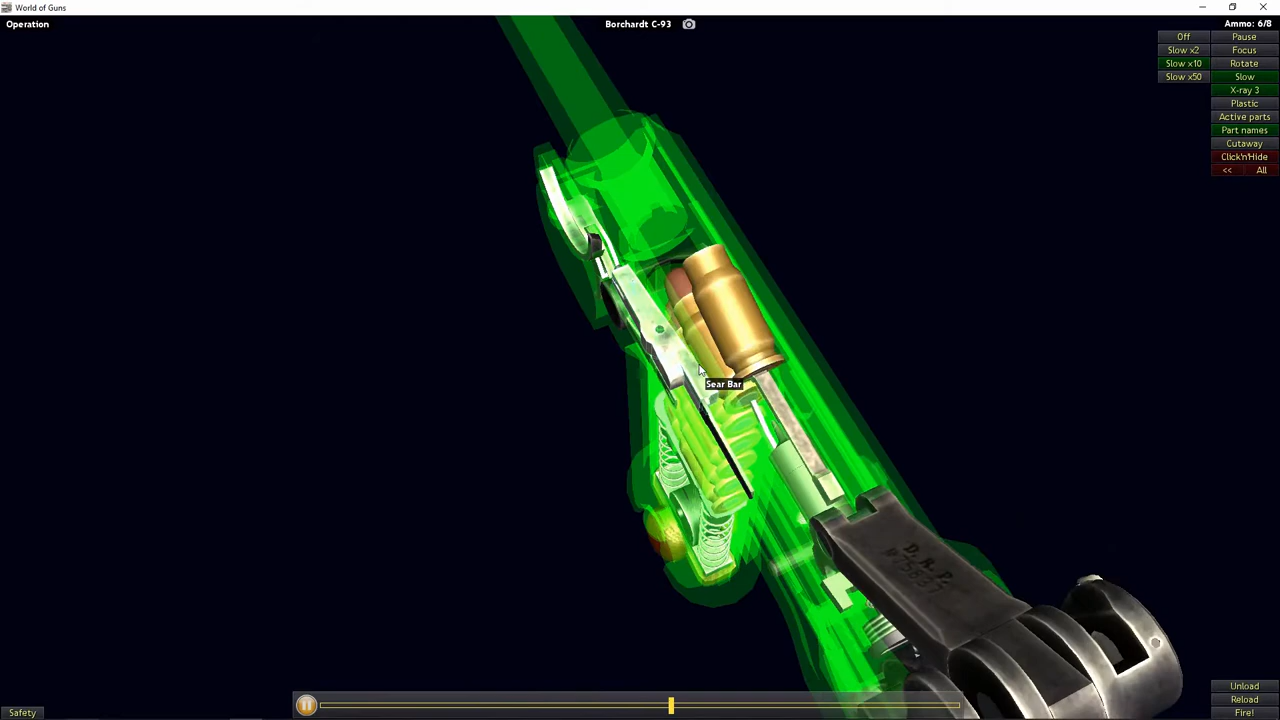 World of Guns
Operation
Borchardt C-93
Ammo: 6/8
Off
Pause
Slow x2
Focus
Slow x10
Rotate
Slow x50
Slow
X-ray 3
Plastic
Active parts
Part names
Cutaway
Click'n'Hide
<<
All
Sear Bar
D.R.P.
Unload
Reload
Safety
Fire!